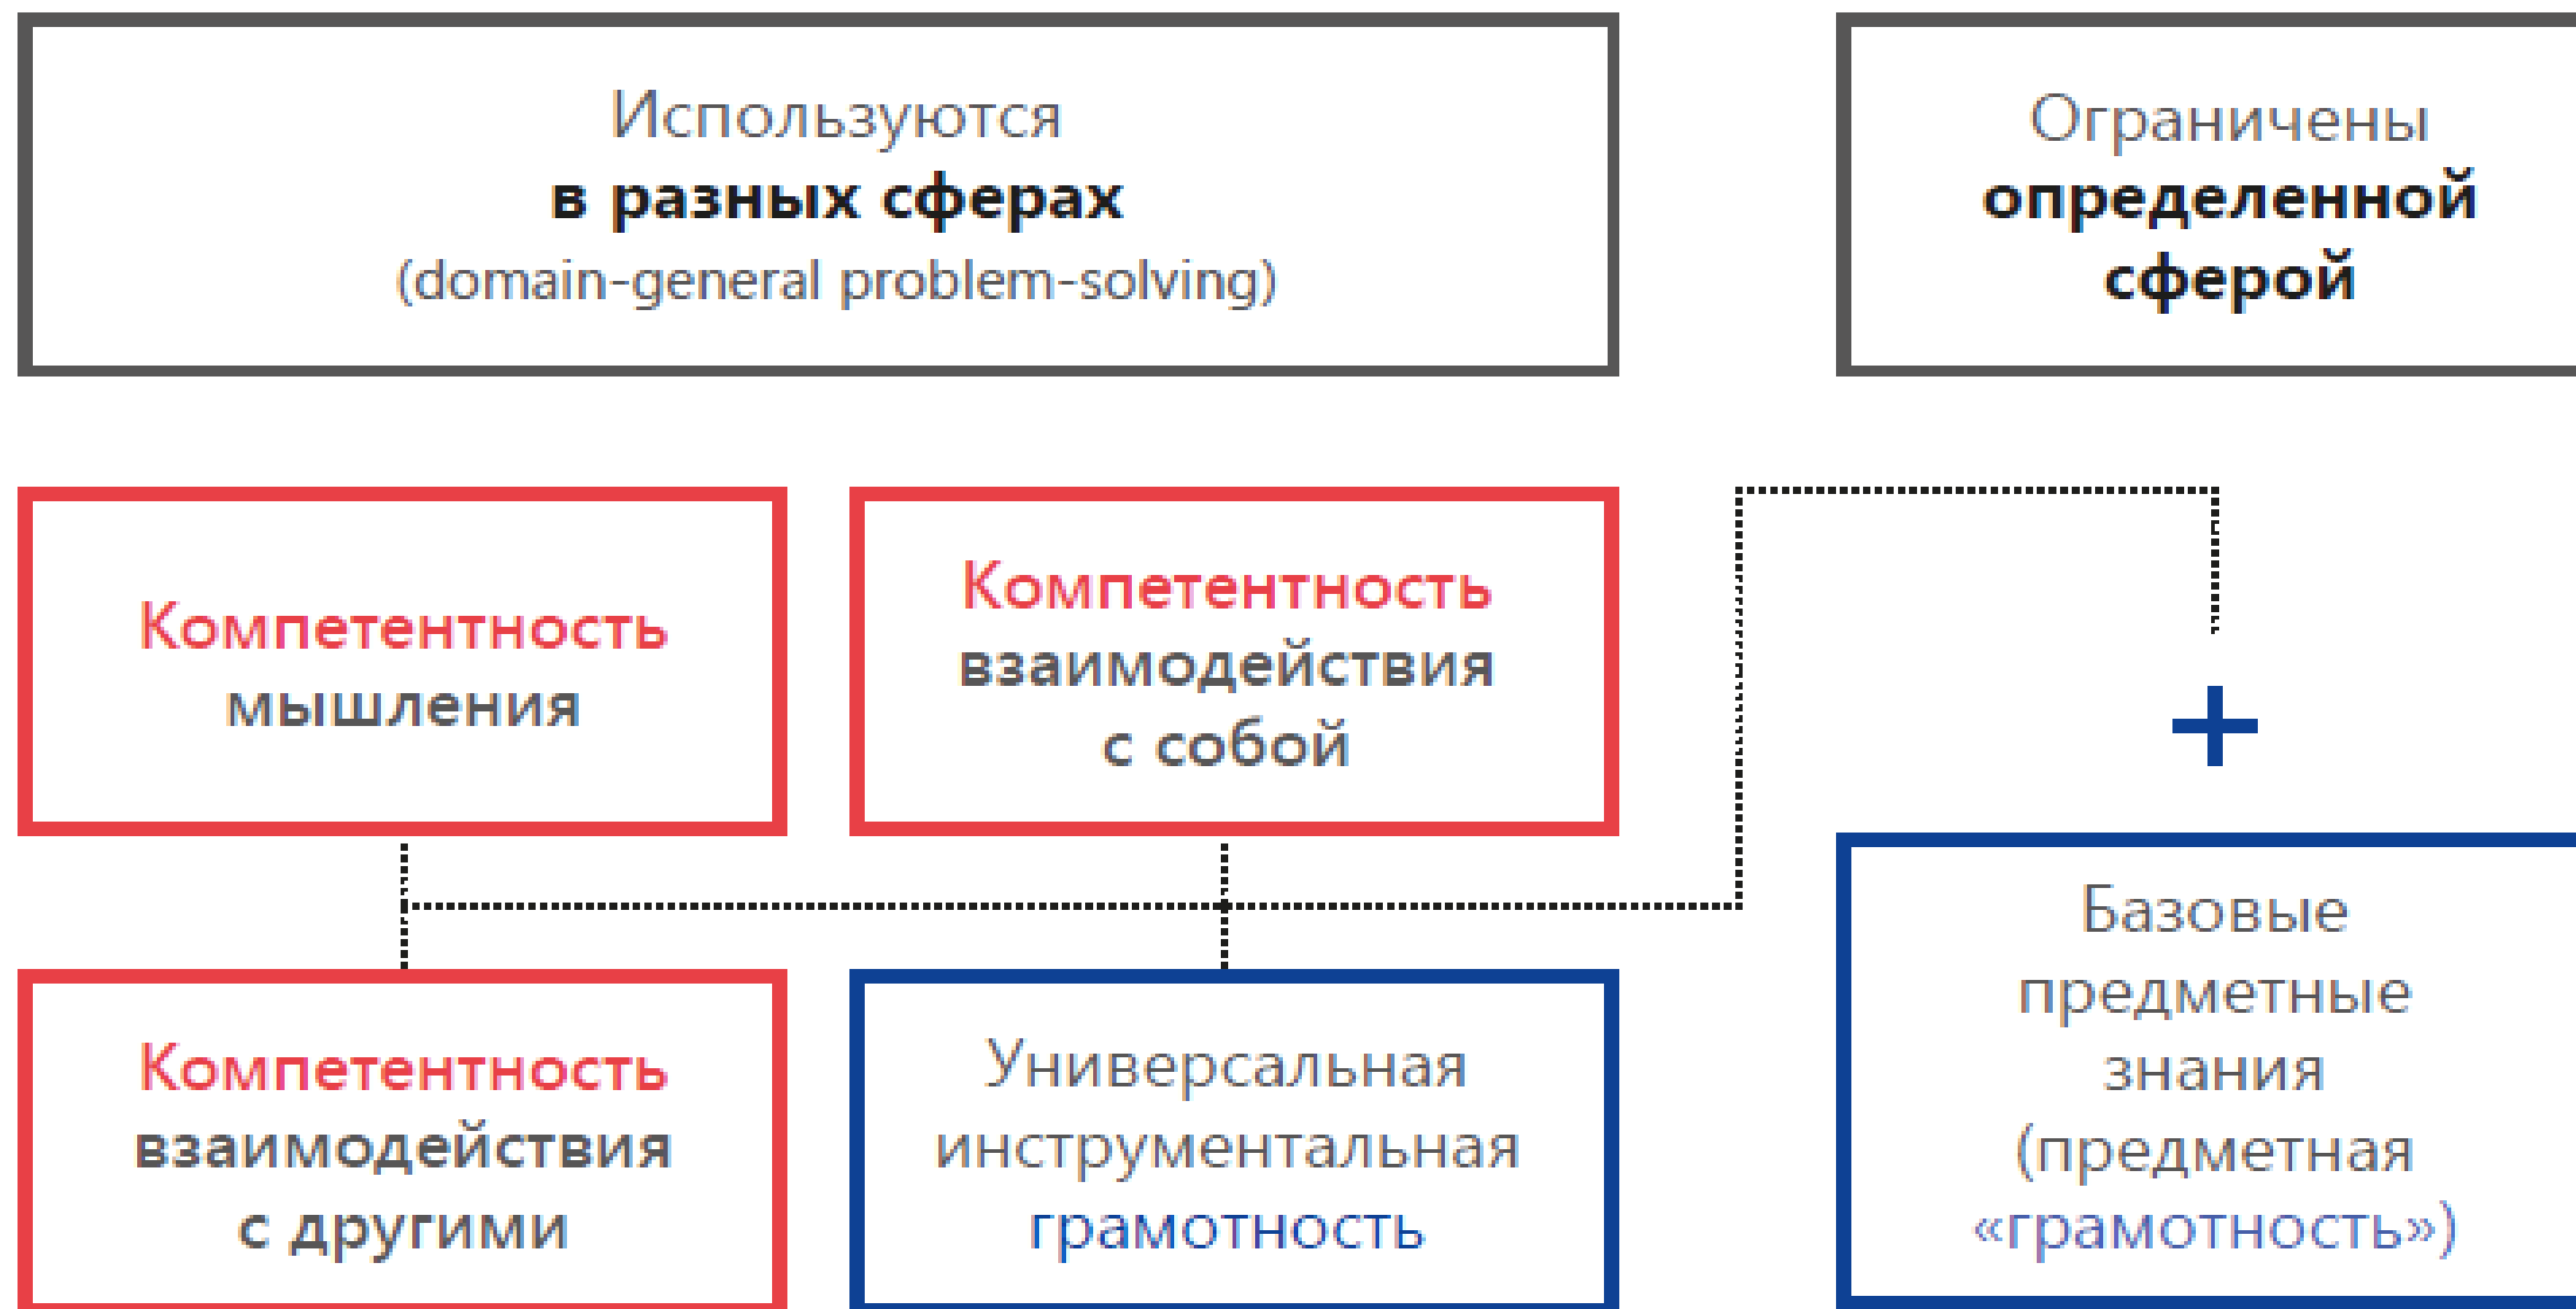 Используются
в разных сферах
(domain-general problem-solving)
Ограничены
определенной
сферой
Компетентность
мышления
Компетентность
взаимодействия
с собой
+
Компетентность
взаимодействия
с другими
Универсальная
инструментальная
грамотность
Базовые
предметные
знания
(предметная
«грамотность»)